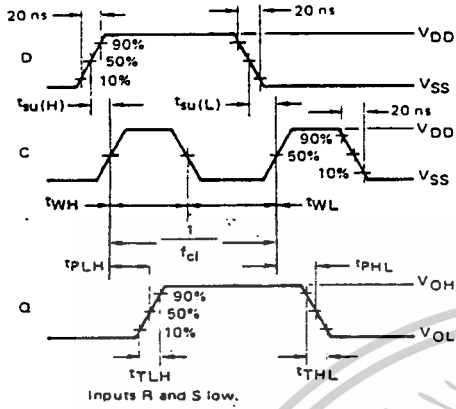 20 ns
20 ns
D
90%
50%
10%
VDD
VSS
tsu(H)
tsu(L)
20 ns
C
90%
50%
10%
VDD
VSS
tWH
tWL
1
fcl
tPLH
tPHL
Q
90%
50%
10%
VOH
VOL
tTLH
tTHL
Inputs R and S low.